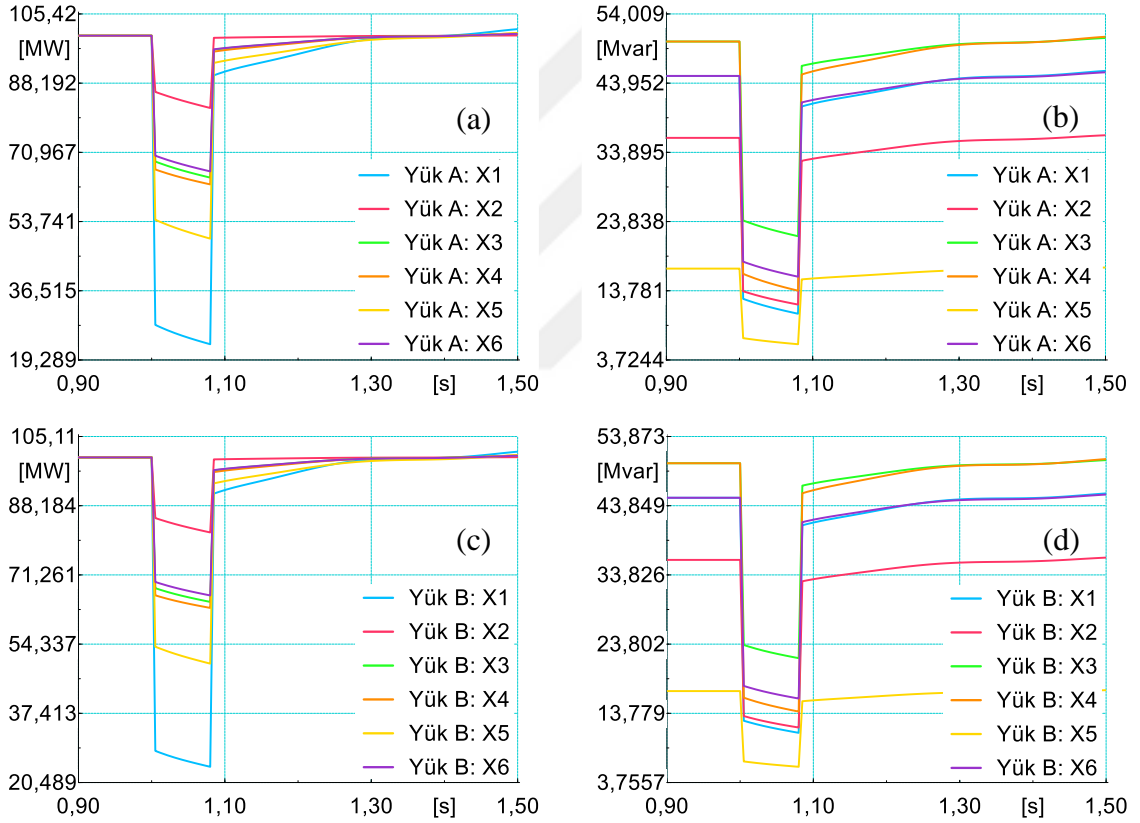 105,42
[MW]
88,192
70,967
53,741
36,515
19,289
0,90
1,10
1,30
[s]
1,50
(a)
Yük A: X1
Yük A: X2
Yük A: X3
Yük A: X4
Yük A: X5
Yük A: X6
54,009
[Mvar]
43,952
33,895
23,838
13,781
3,7244
0,90
1,10
1,30
[s]
1,50
(b)
Yük A: X1
Yük A: X2
Yük A: X3
Yük A: X4
Yük A: X5
Yük A: X6
105,11
[MW]
88,184
71,261
54,337
37,413
20,489
0,90
1,10
1,30
[s]
1,50
(c)
Yük B: X1
Yük B: X2
Yük B: X3
Yük B: X4
Yük B: X5
Yük B: X6
53,873
[Mvar]
43,849
33,826
23,802
13,779
3,7557
0,90
1,10
1,30
[s]
1,50
(d)
Yük B: X1
Yük B: X2
Yük B: X3
Yük B: X4
Yük B: X5
Yük B: X6